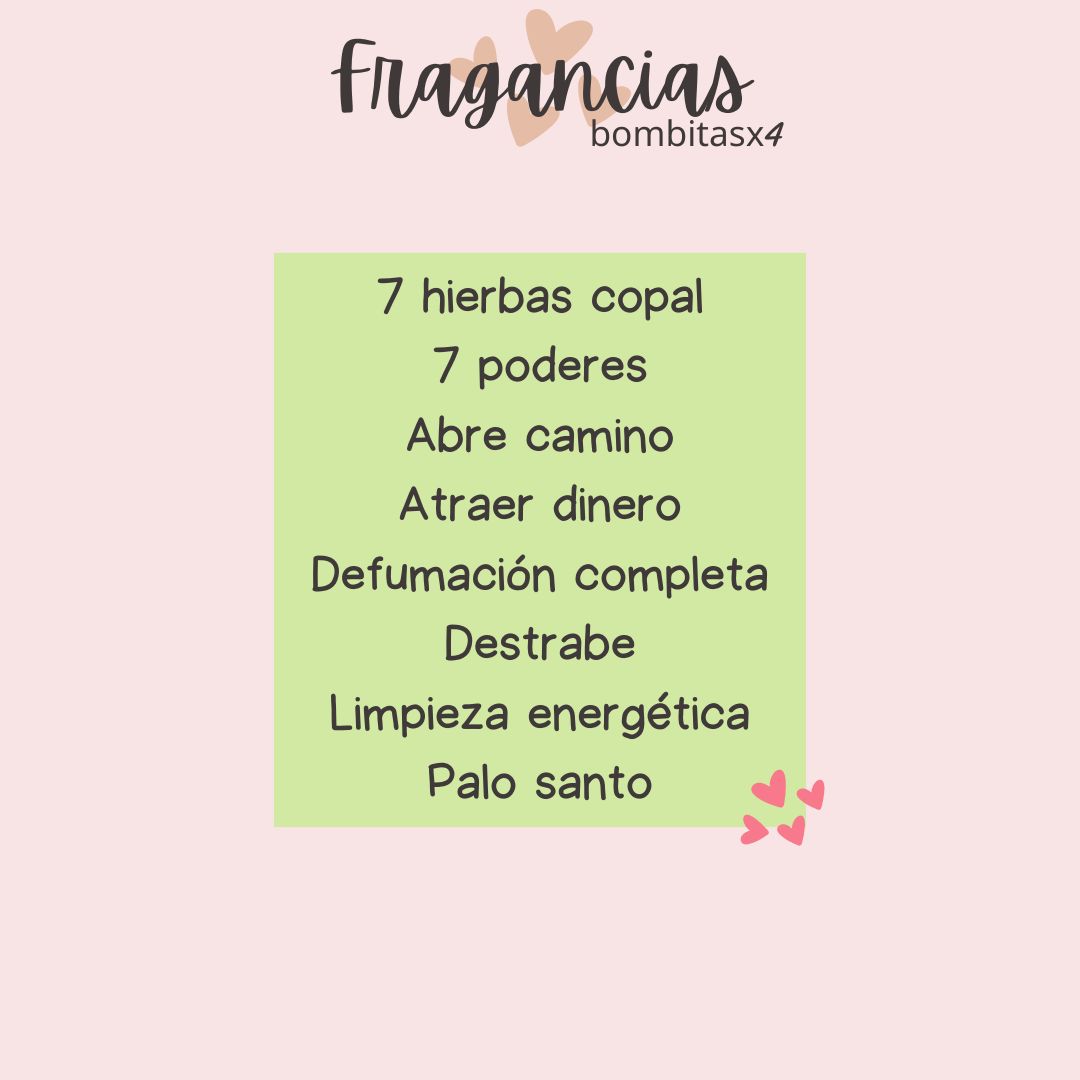 Fragancias
bombitasx4
7 hierbas copal
7 poderes
Abre camino
Atraer dinero
Defumación completa
Destrabe
Limpieza energética
Palo santo